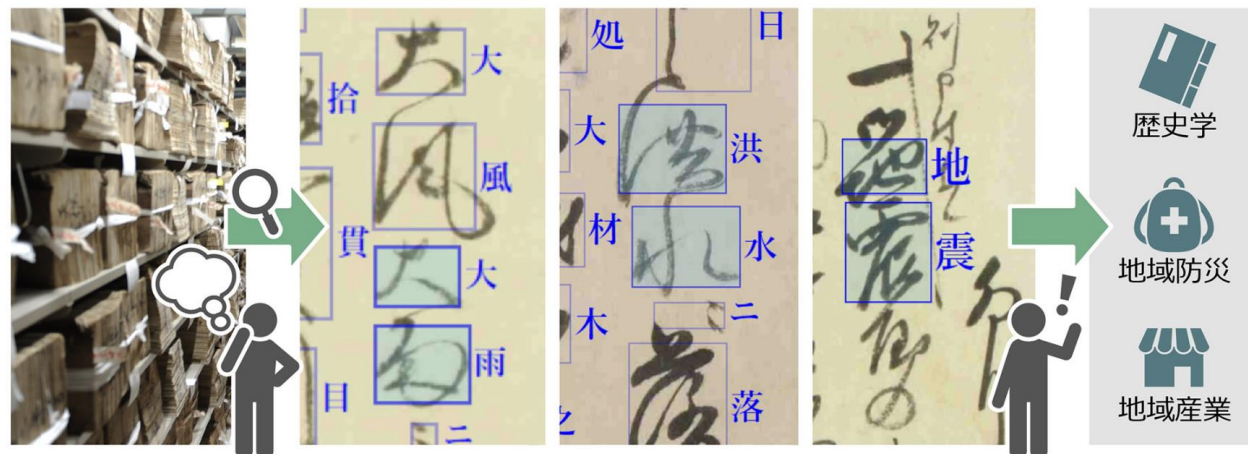 大風大雨ニ
拾貫目
日洪水ニ落
処大材木之
地震
歴史学
地域防災
地域産業